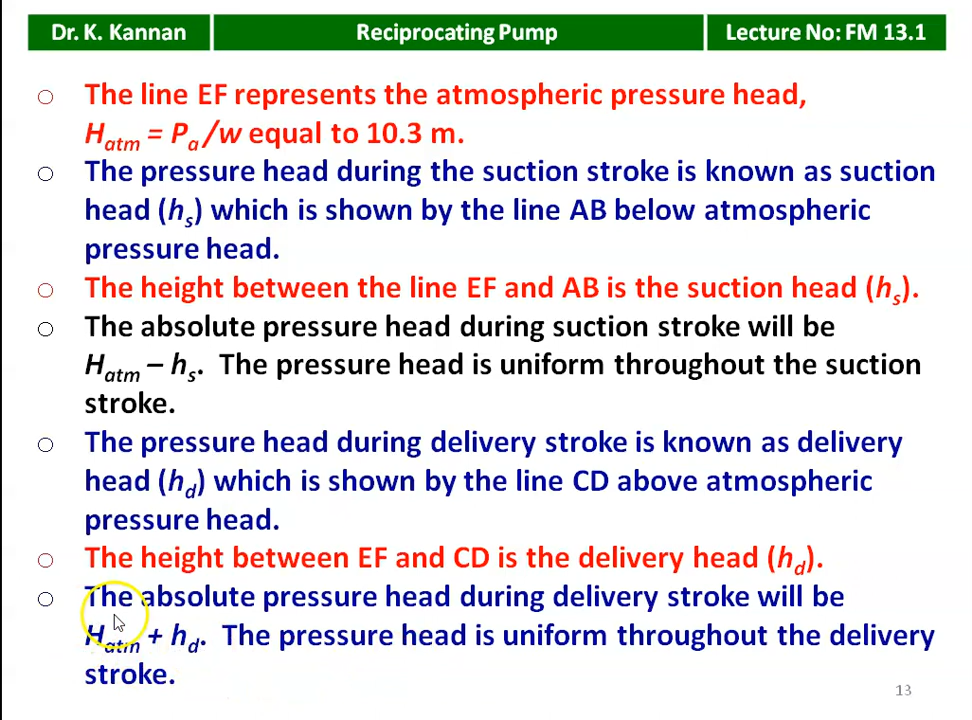 Dr. K. Kannan
Reciprocating Pump
Lecture No: FM 13.1
○ The line EF represents the atmospheric pressure head,
H_atm = P_a /w equal to 10.3 m.
○ The pressure head during the suction stroke is known as suction
head (h_s) which is shown by the line AB below atmospheric
pressure head.
○ The height between the line EF and AB is the suction head (h_s).
○ The absolute pressure head during suction stroke will be
H_atm – h_s. The pressure head is uniform throughout the suction
stroke.
○ The pressure head during delivery stroke is known as delivery
head (h_d) which is shown by the line CD above atmospheric
pressure head.
○ The height between EF and CD is the delivery head (h_d).
○ The absolute pressure head during delivery stroke will be
H_atm + h_d. The pressure head is uniform throughout the delivery
stroke.
13